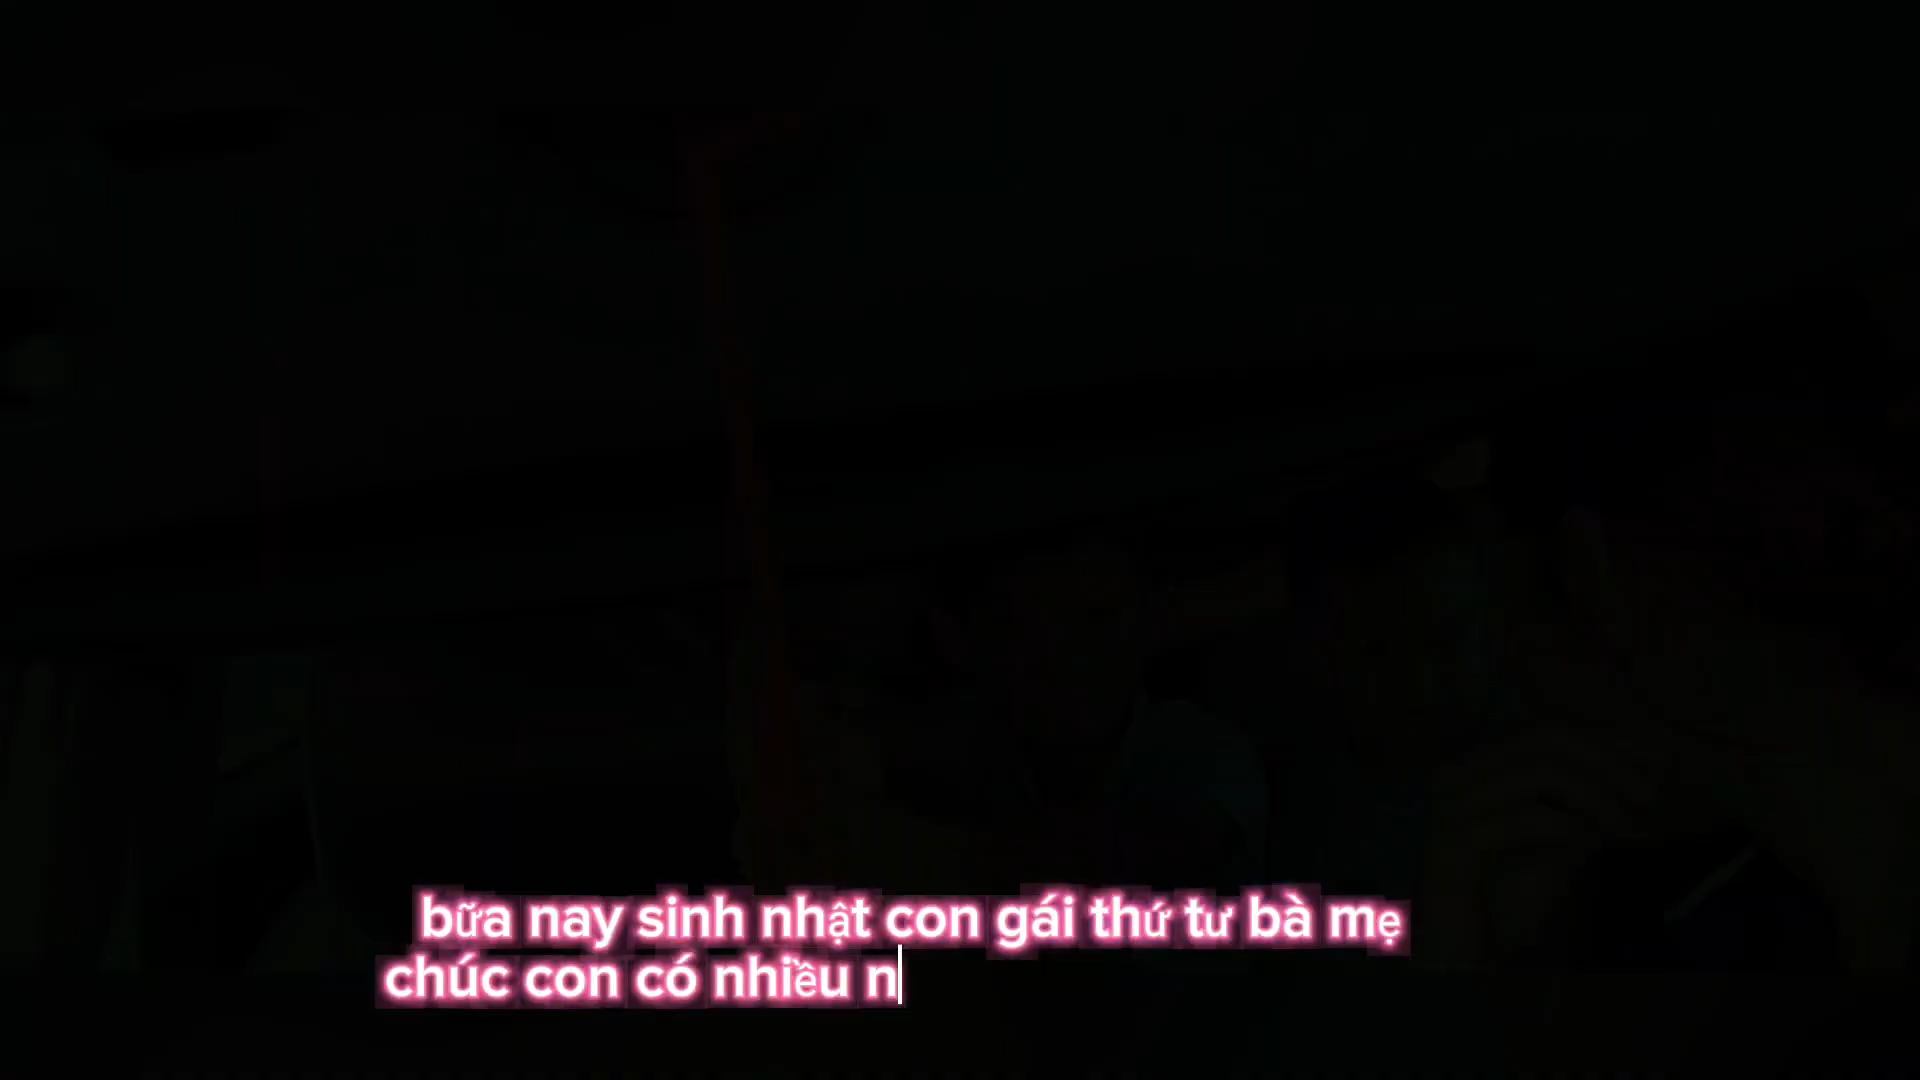 bữa nay sinh nhật con gái thứ tư bà mẹ
chúc con có nhiều n